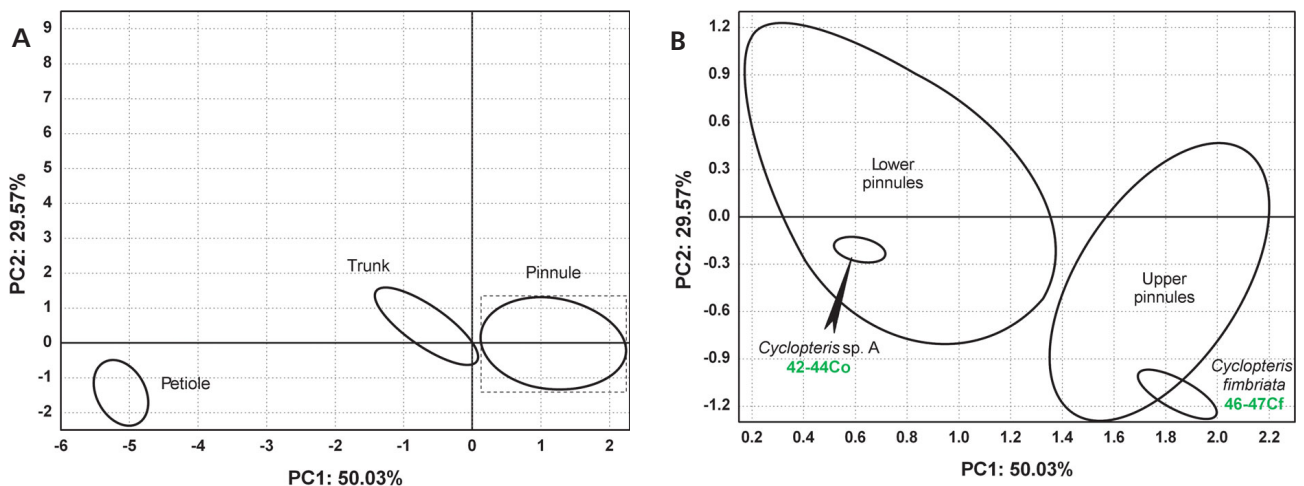 A
9
8
7
6
5
4
3
2
1
0
-1
-2
PC2: 29.57%
Trunk
Pinnule
Petiole
-6 -5 -4 -3 -2 -1 0 1 2
PC1: 50.03%
B
1.2
0.9
0.6
0.3
0.0
-0.3
-0.6
-0.9
-1.2
PC2: 29.57%
Lower
pinnules
Upper
pinnules
Cyclopteris sp. A
42-44Co
Cyclopteris
fimbriata
46-47Cf
0.2 0.4 0.6 0.8 1.0 1.2 1.4 1.6 1.8 2.0 2.2
PC1: 50.03%